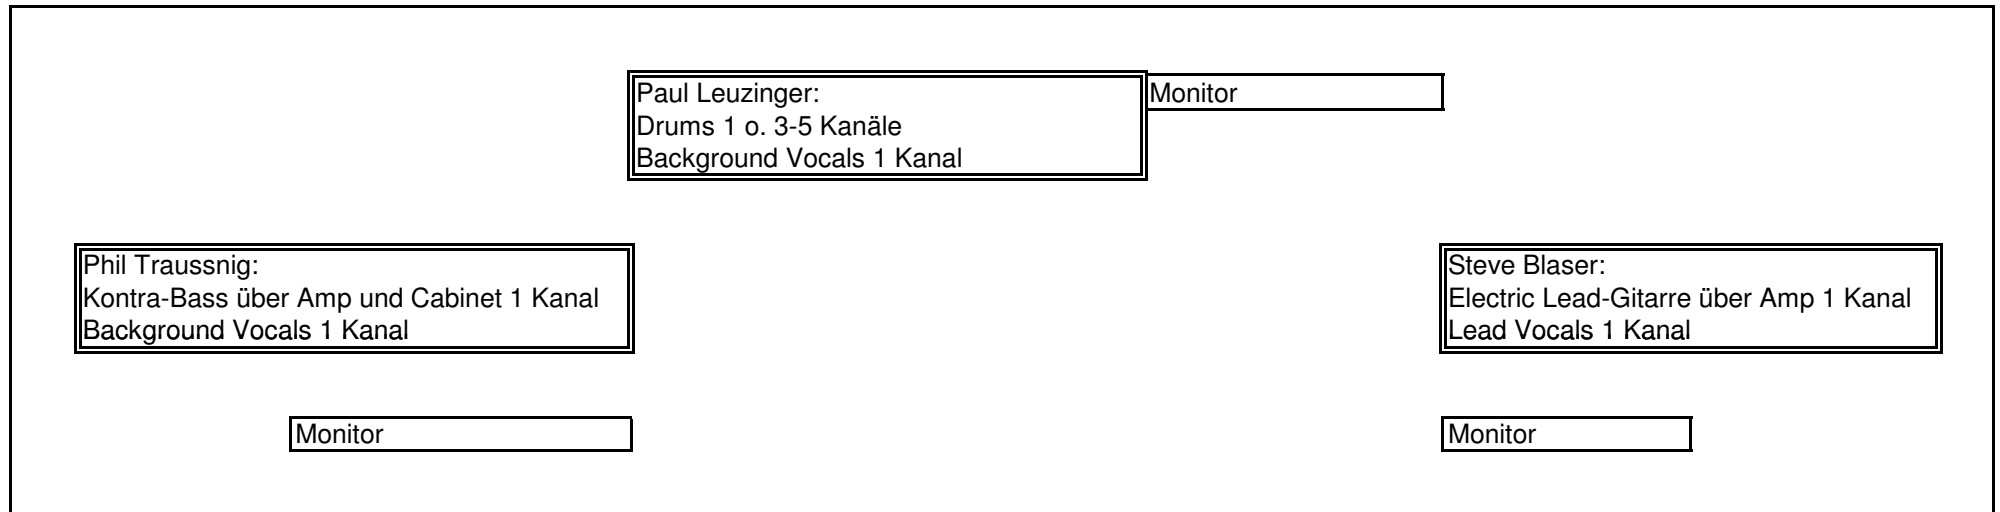 Paul Leuzinger:
Drums 1 o. 3-5 Kanäle
Background Vocals 1 Kanal
Monitor
Phil Traussnig:
Kontra-Bass über Amp und Cabinet 1 Kanal
Background Vocals 1 Kanal
Steve Blaser:
Electric Lead-Gitarre über Amp 1 Kanal
Lead Vocals 1 Kanal
Monitor
Monitor